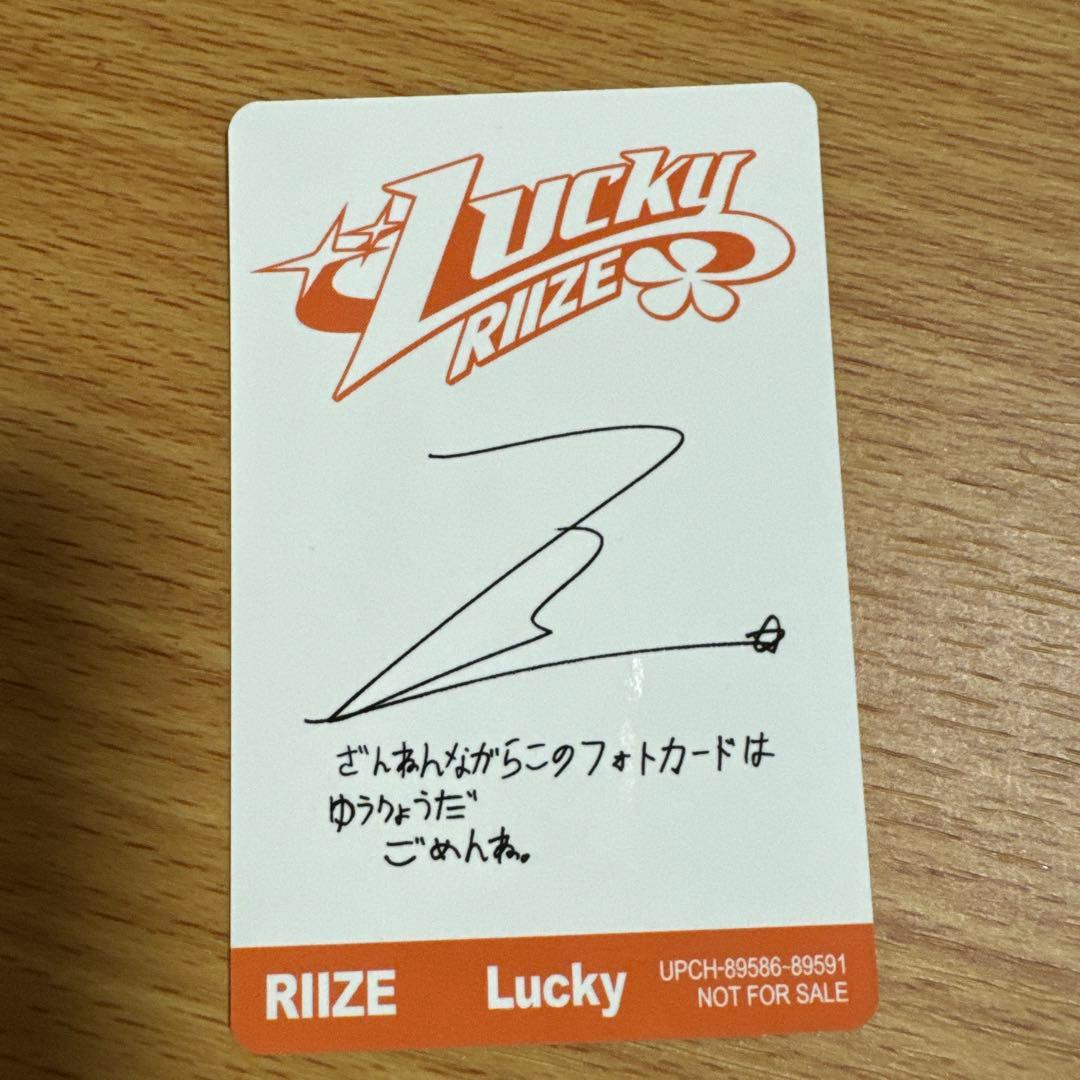 Lucky
RIIZE
ざんねんながらこのフォトカードは
ゆうりょうだ
ごめんね。
RIIZE Lucky UPCH-89586~89591
NOT FOR SALE